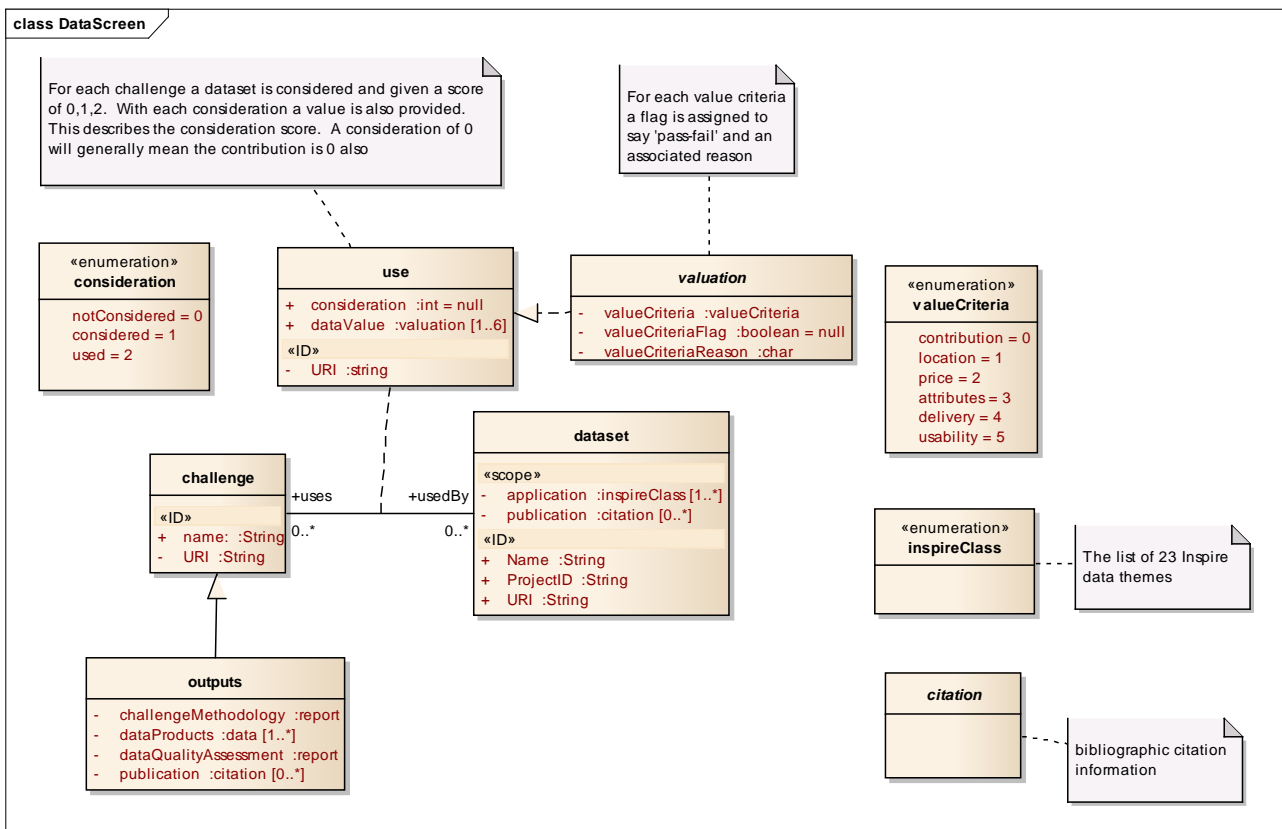 class DataScreen
For each challenge a dataset is considered and given a score
of 0,1,2.  With each consideration a value is also provided.
This describes the consideration score.  A consideration of 0
will generally mean the contribution is 0 also
For each value criteria
a flag is assigned to
say 'pass-fail' and an
associated reason
«enumeration»
consideration
notConsidered = 0
considered = 1
used = 2
use
+ consideration :int = null
+ dataValue :valuation [1..6]
«ID»
- URI :string
valuation
- valueCriteria :valueCriteria
- valueCriteriaFlag :boolean = null
- valueCriteriaReason :char
«enumeration»
valueCriteria
contribution = 0
location = 1
price = 2
attributes = 3
delivery = 4
usability = 5
challenge
«ID»
+ name: :String
- URI :String
+uses
0..*
+usedBy
0..*
dataset
«scope»
- application :inspireClass [1..*]
- publication :citation [0..*]
«ID»
+ Name :String
+ ProjectID :String
+ URI :String
«enumeration»
inspireClass
The list of 23 Inspire
data themes
outputs
- challengeMethodology :report
- dataProducts :data [1..*]
- dataQualityAssessment :report
- publication :citation [0..*]
citation
bibliographic citation
information